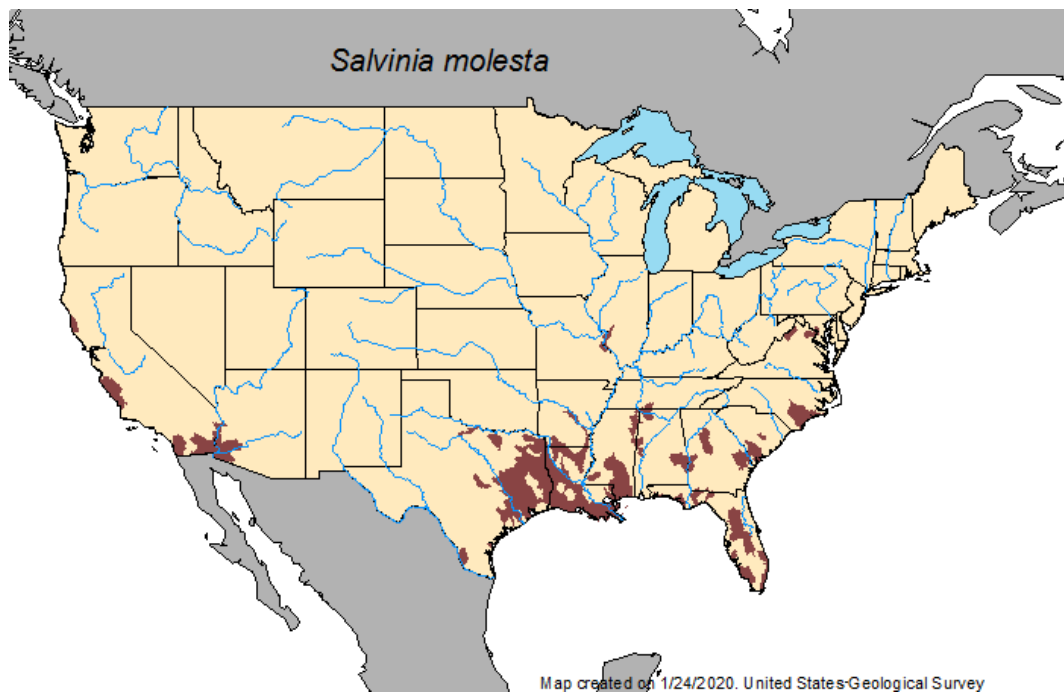 Salvinia molesta
Map created on 1/24/2020. United States Geological Survey